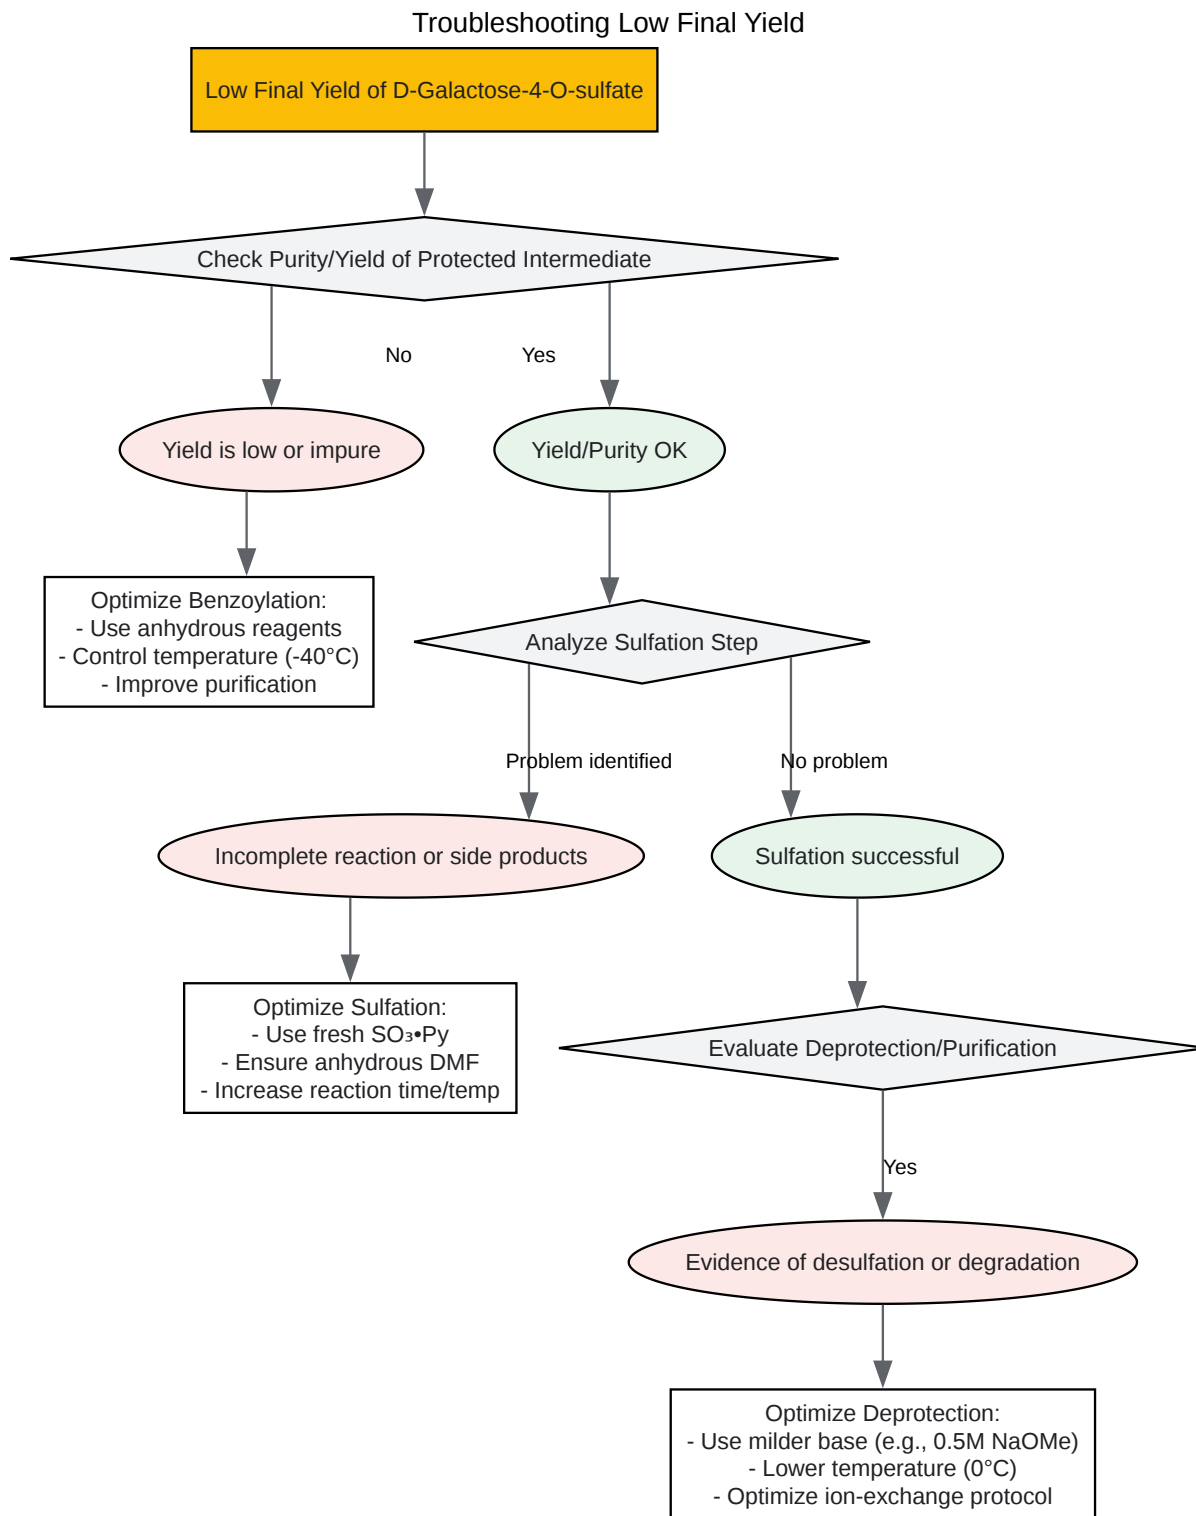 Troubleshooting Low Final Yield
Low Final Yield of D-Galactose-4-O-sulfate
Check Purity/Yield of Protected Intermediate
No
Yes
Yield is low or impure
Yield/Purity OK
Optimize Benzoylation:
- Use anhydrous reagents
- Control temperature (-40°C)
- Improve purification
Analyze Sulfation Step
Problem identified
No problem
Incomplete reaction or side products
Sulfation successful
Optimize Sulfation:
- Use fresh SO₃•Py
- Ensure anhydrous DMF
- Increase reaction time/temp
Evaluate Deprotection/Purification
Yes
Evidence of desulfation or degradation
Optimize Deprotection:
- Use milder base (e.g., 0.5M NaOMe)
- Lower temperature (0°C)
- Optimize ion-exchange protocol